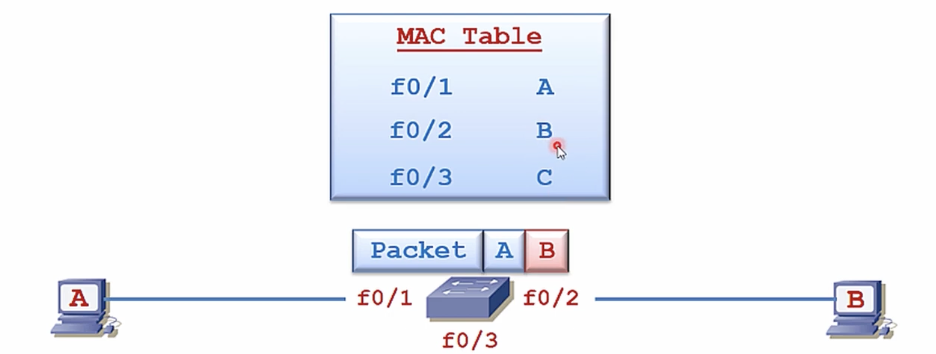 MAC Table
f0/1 A
f0/2 B
f0/3 C
Packet A B
A f0/1 f0/2 B
f0/3